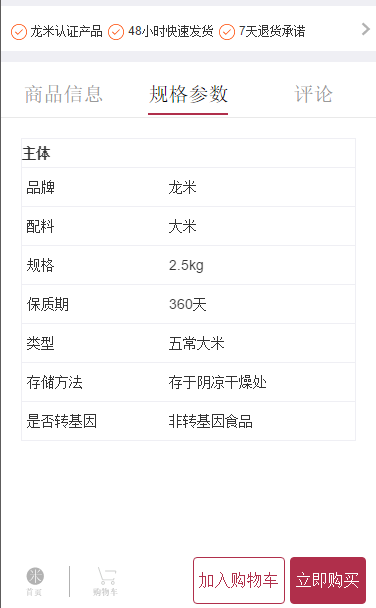 龙米认证产品 48小时快速发货 7天退货承诺
商品信息 规格参数 评论
主体
品牌 龙米
配料 大米
规格 2.5kg
保质期 360天
类型 五常大米
存储方法 存于阴凉干燥处
是否转基因 非转基因食品
米
首页 购物车 加入购物车 立即购买